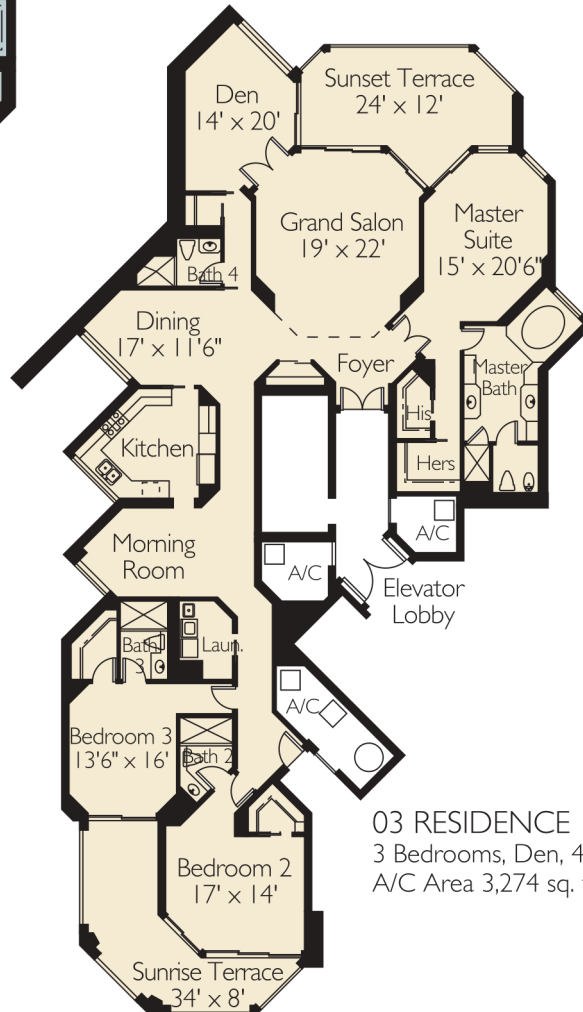 Den
14' x 20'
Sunset Terrace
24' x 12'
Grand Salon
19' x 22'
Master
Suite
15' x 20'6"
Bath 4
Dining
17' x 11'6"
Foyer
Master
Bath
His
Hers
Kitchen
A/C
Morning
Room
A/C
Elevator
Lobby
Bath
3
Laun.
A/C
Bedroom 3
13'6" x 16'
Bath 2
03 RESIDENCE
3 Bedrooms, Den, 4
A/C Area 3,274 sq.
Bedroom 2
17' x 14'
Sunrise Terrace
34' x 8'